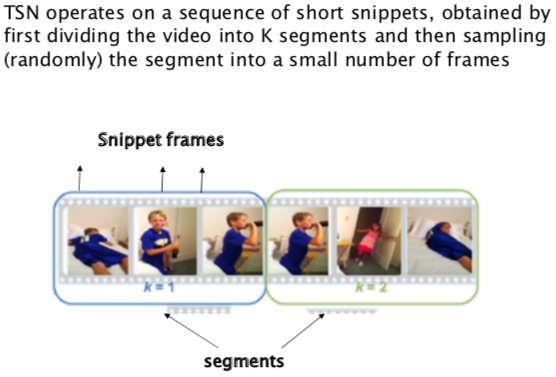 TSN operates on a sequence of short snippets, obtained by
first dividing the video into K segments and then sampling
(randomly) the segment into a small number of frames
Snippet frames
k = 1
k = 2
segments